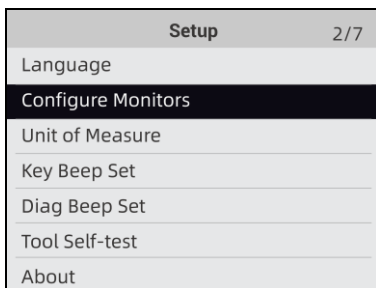 Setup 2/7
Language
Configure Monitors
Unit of Measure
Key Beep Set
Diag Beep Set
Tool Self-test
About